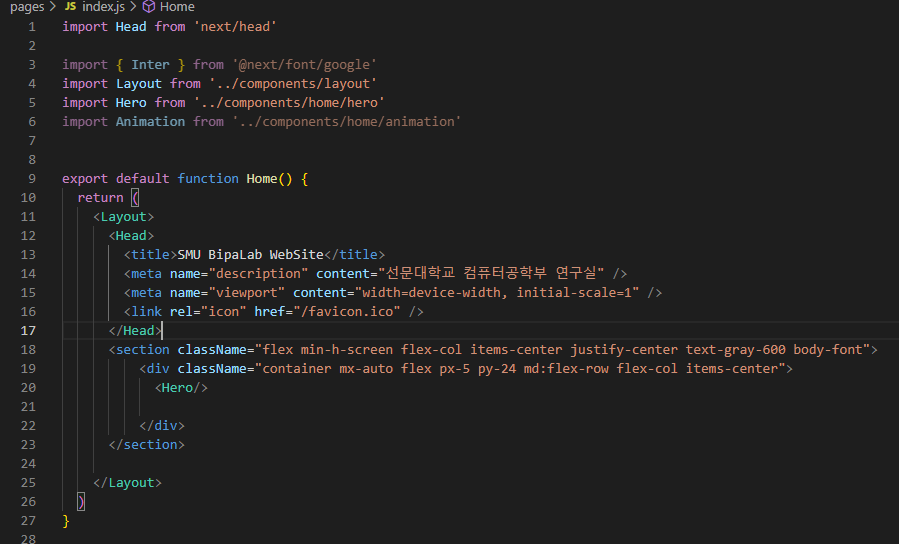 pages > JS index.js > Home
1 import Head from 'next/head'
2
3 import { Inter } from '@next/font/google'
4 import Layout from '../components/layout'
5 import Hero from '../components/home/hero'
6 import Animation from '../components/home/animation'
7
8
9 export default function Home() {
10 return (
11 <Layout>
12 <Head>
13 <title>SMU BipaLab WebSite</title>
14 <meta name="description" content="선문대학교 컴퓨터공학부 연구실" />
15 <meta name="viewport" content="width=device-width, initial-scale=1" />
16 <link rel="icon" href="/favicon.ico" />
17 </Head>
18 <section className="flex min-h-screen flex-col items-center justify-center text-gray-600 body-font">
19 <div className="container mx-auto flex px-5 py-24 md:flex-row flex-col items-center">
20 <Hero/>
21
22 </div>
23 </section>
24
25 </Layout>
26 )
27 }
28